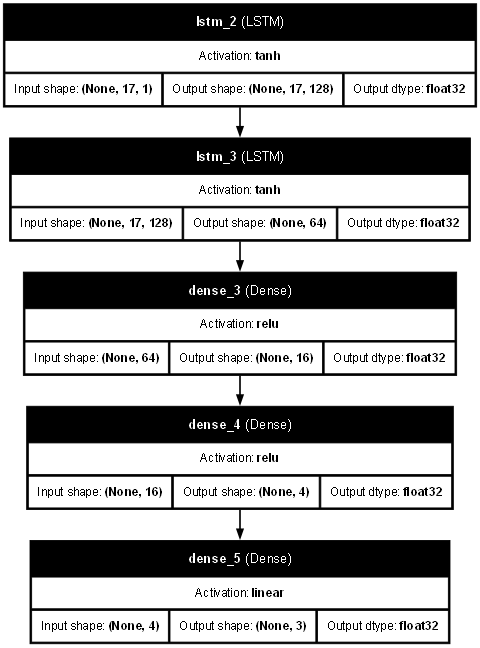 lstm_2 (LSTM)
Activation: tanh
Input shape: (None, 17, 1) Output shape: (None, 17, 128) Output dtype: float32
lstm_3 (LSTM)
Activation: tanh
Input shape: (None, 17, 128) Output shape: (None, 64) Output dtype: float32
dense_3 (Dense)
Activation: relu
Input shape: (None, 64) Output shape: (None, 16) Output dtype: float32
dense_4 (Dense)
Activation: relu
Input shape: (None, 16) Output shape: (None, 4) Output dtype: float32
dense_5 (Dense)
Activation: linear
Input shape: (None, 4) Output shape: (None, 3) Output dtype: float32